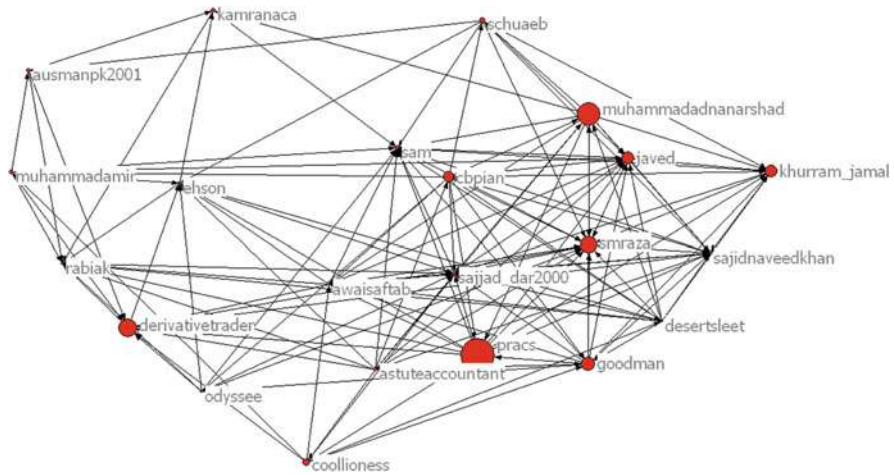 kamranaca
schuaeb
ausmanpk2001
muhammadadnanarshad
sam
javed
muhammadamir
ehson
cbpian
khurram_jamal
smraza
sajidnaveedkhan
rabiak
sajjad_dar2000
awaisaftab
derivativetrader
desertsleet
pracs
goodman
astuteaccountant
odyssee
coollioness